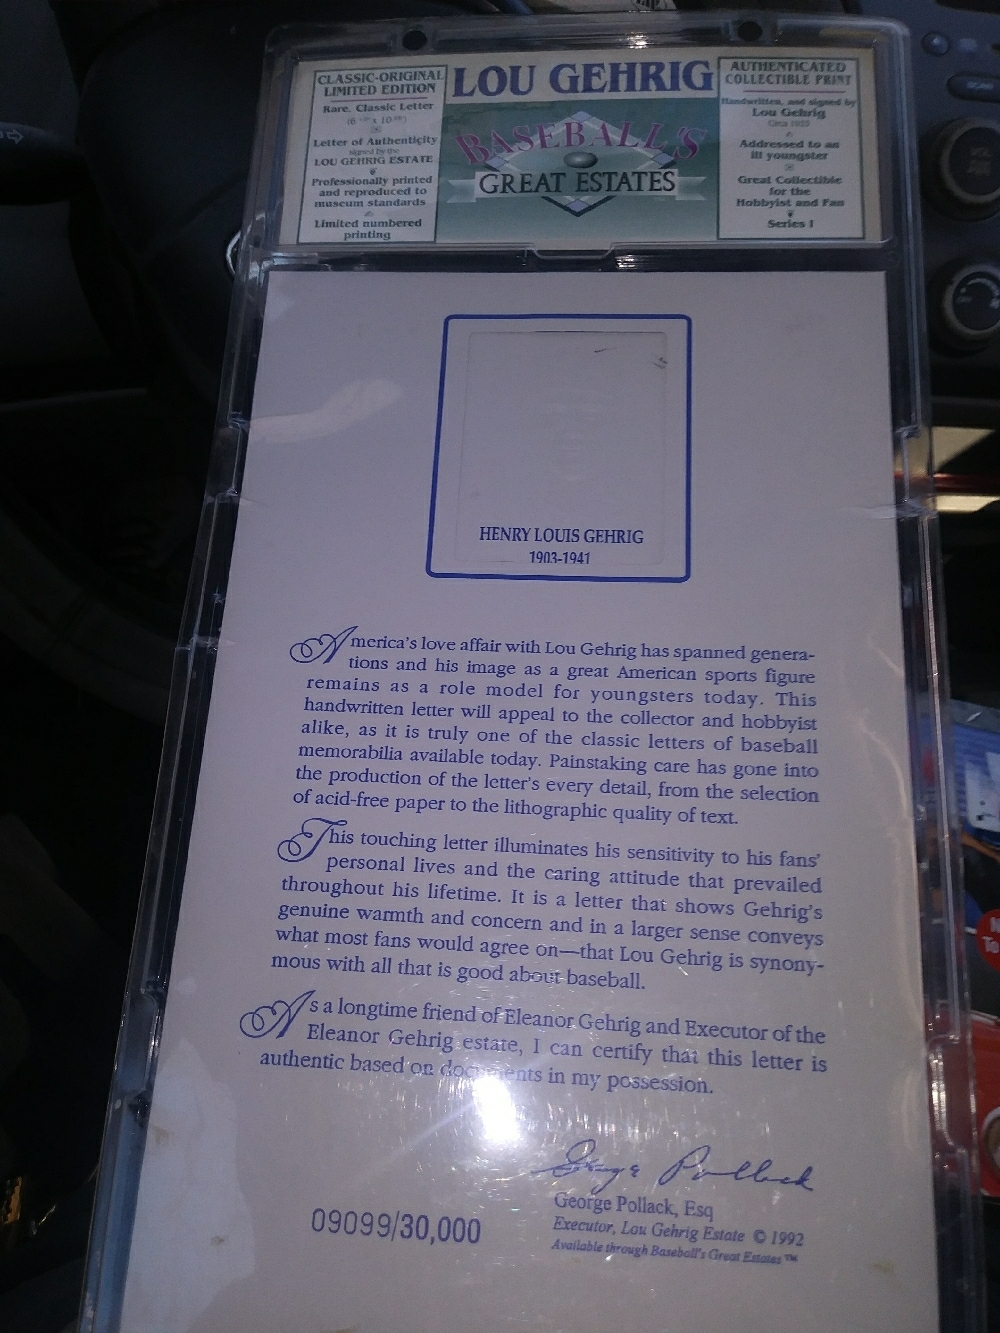 CLASSIC-ORIGINAL
LIMITED EDITION
Rare, Classic Letter
Letter of Authenticity
signed by the
LOU GEHRIG ESTATE
Professionally printed
and reproduced to
museum standards
Limited numbered
printing
LOU GEHRIG
BASEBALL'S
GREAT ESTATES
AUTHENTICATED
COLLECTIBLE PRINT
Handwritten, and signed by
Lou Gehrig
Addressed to an
ill youngster
Great Collectible
for the
Hobbyist and Fan
Series I
HENRY LOUIS GEHRIG
1903-1941
America's love affair with Lou Gehrig has spanned genera-
tions and his image as a great American sports figure
remains as a role model for youngsters today. This
handwritten letter will appeal to the collector and hobbyist
alike, as it is truly one of the classic letters of baseball
memorabilia available today. Painstaking care has gone into
the production of the letter's every detail, from the selection
of acid-free paper to the lithographic quality of text.
This touching letter illuminates his sensitivity to his fans'
personal lives and the caring attitude that prevailed
throughout his lifetime. It is a letter that shows Gehrig's
genuine warmth and concern and in a larger sense conveys
what most fans would agree on—that Lou Gehrig is synony-
mous with all that is good about baseball.
As a longtime friend of Eleanor Gehrig and Executor of the
Eleanor Gehrig estate, I can certify that this letter is
authentic based on documents in my possession.
George Pollack
George Pollack, Esq
Executor, Lou Gehrig Estate © 1992
Available through Baseball's Great Estates ™
09099/30,000